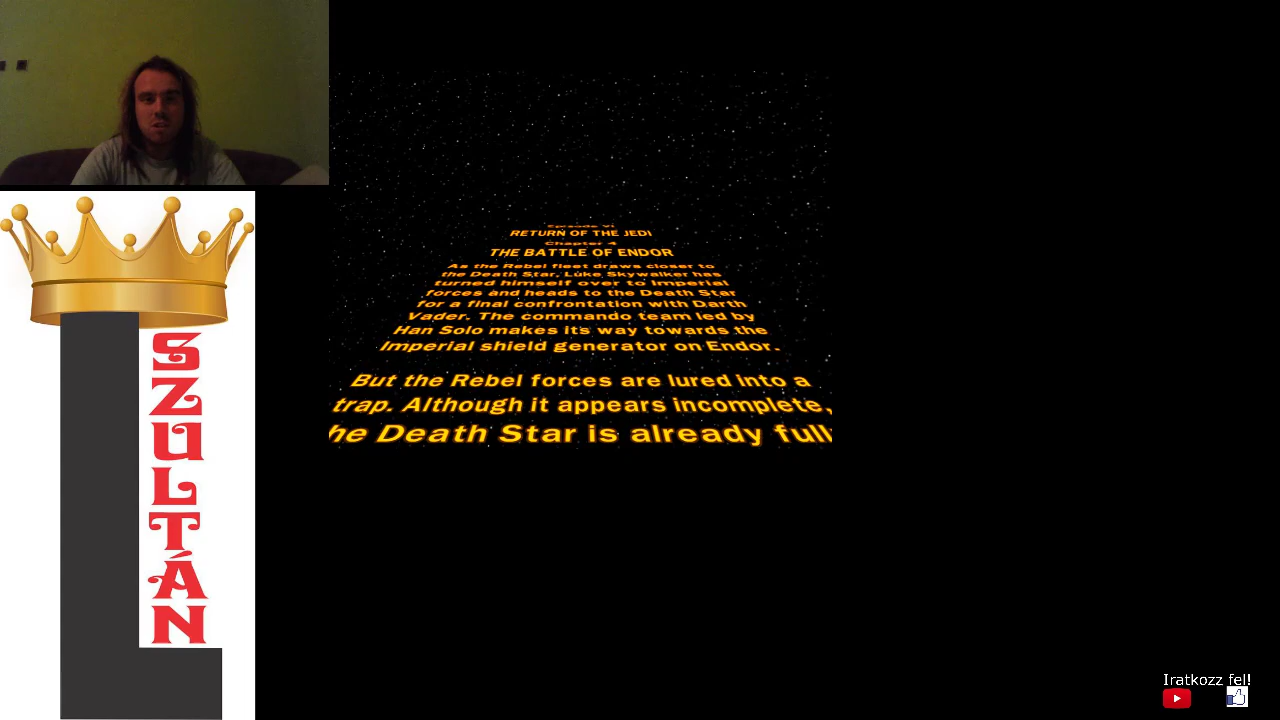 Episode VI
RETURN OF THE JEDI
Chapter 4
THE BATTLE OF ENDOR
As the Rebel fleet draws closer to
the Death Star, Luke Skywalker has
turned himself over to Imperial
forces and heads to the Death Star
for a final confrontation with Darth
Vader. The commando team led by
Han Solo makes its way towards the
Imperial shield generator on Endor.
But the Rebel forces are lured into a
trap. Although it appears incomplete,
he Death Star is already full
L
SZULTÁN
Iratkozz fel!